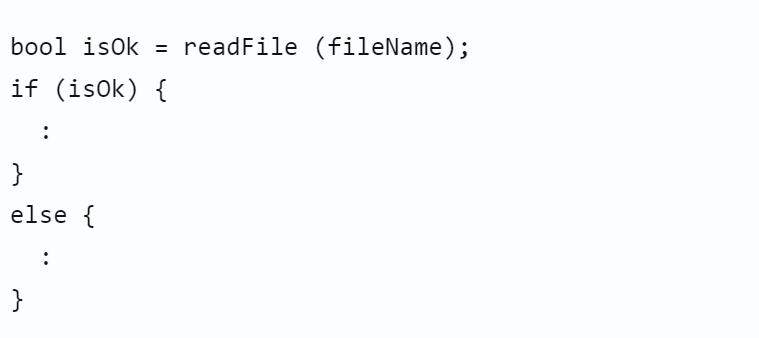 bool isOk = readFile (fileName);
if (isOk) {
  :
}
else {
  :
}